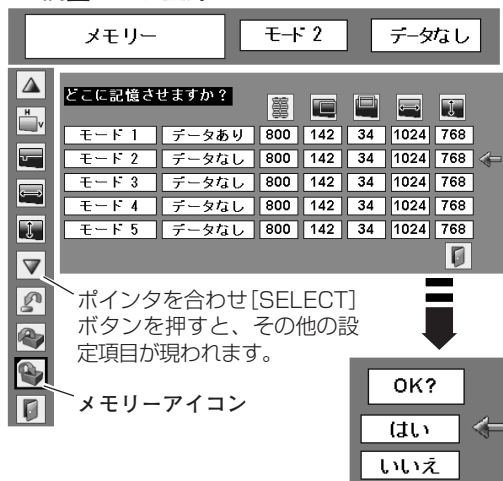 メモリー モード 2 データなし
どこに記憶させますか？
モード 1 データあり 800 142 34 1024 768
モード 2 データなし 800 142 34 1024 768
モード 3 データなし 800 142 34 1024 768
モード 4 データなし 800 142 34 1024 768
モード 5 データなし 800 142 34 1024 768
H
V
ポインタを合わせ[SELECT]
ボタンを押すと、その他の設
定項目が現われます。
メモリーアイコン
OK?
はい
いいえ